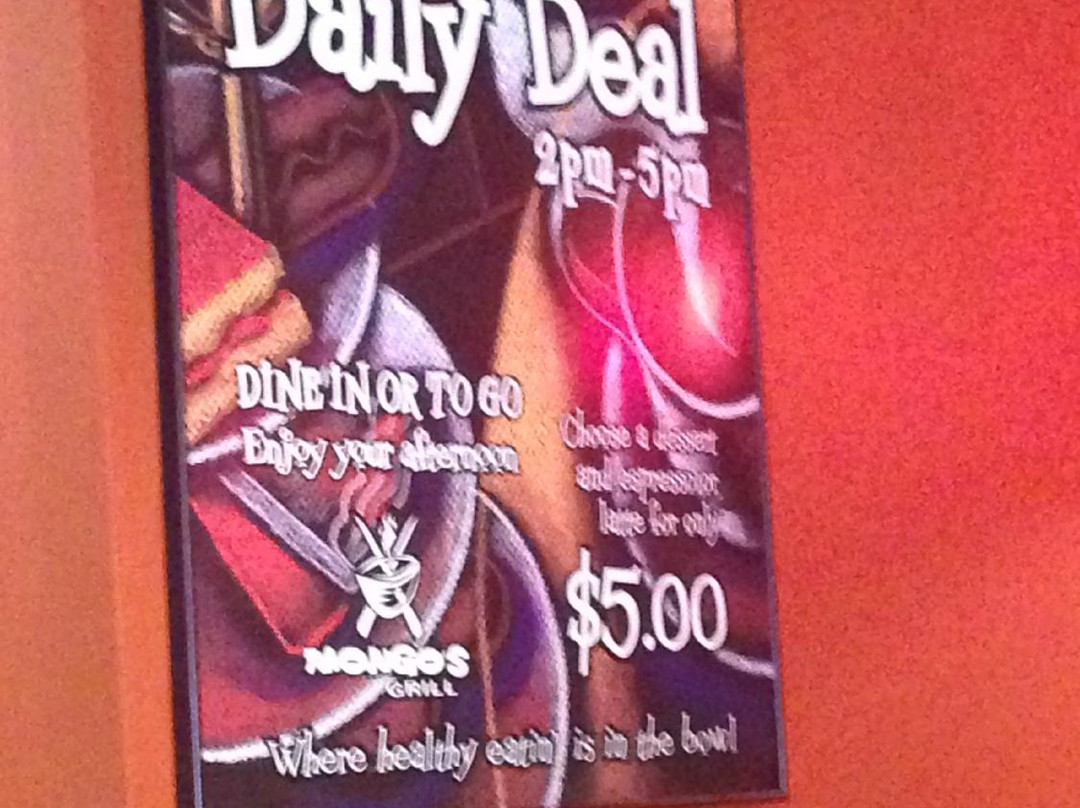 Daily Deal
2pm-5pm
DINE IN OR TO GO
Enjoy your afternoon
Choose a dessert
and espresso or
latte for only
$5.00
MONGOS
GRILL
Where healthy eatin' is in the bowl